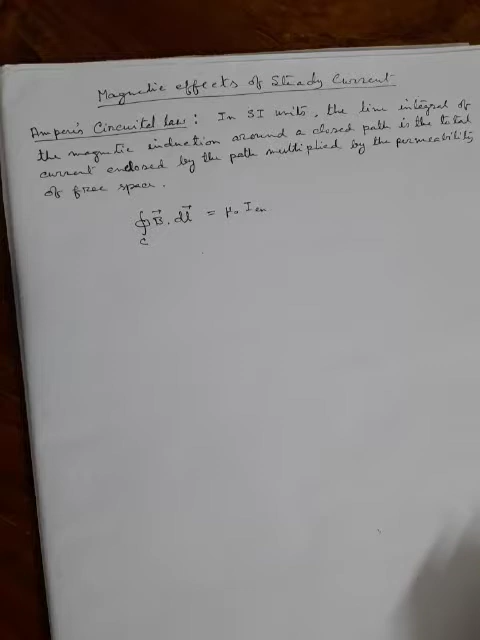 Magnetic effects of Steady Current
Ampere's Circuital law : In SI units, the line integral of
the magnetic induction around a closed path is the total
current enclosed by the path multiplied by the permeability
of free space.
∮ B⃗ . dl⃗ = μ₀ I en
C